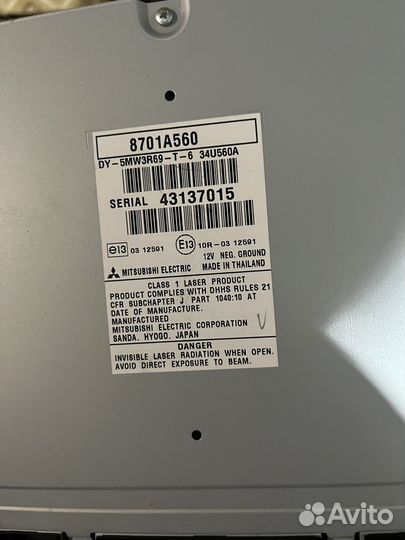 8701A560
DY-5MW3R69-T-6 34U560A
SERIAL 43137015
e13 03 12591 E13 10R-03 12591
12V NEG. GROUND
MITSUBISHI ELECTRIC MADE IN THAILAND
CLASS 1 LASER PRODUCT
PRODUCT COMPLIES WITH DHHS RULES 21
CFR SUBCHAPTER J PART 1040:10 AT
DATE OF MANUFACTURE.
MANUFACTURED
MITSUBISHI ELECTRIC CORPORATION
SANDA, HYOGO, JAPAN
DANGER
INVISIBLE LASER RADIATION WHEN OPEN.
AVOID DIRECT EXPOSURE TO BEAM.
Avito